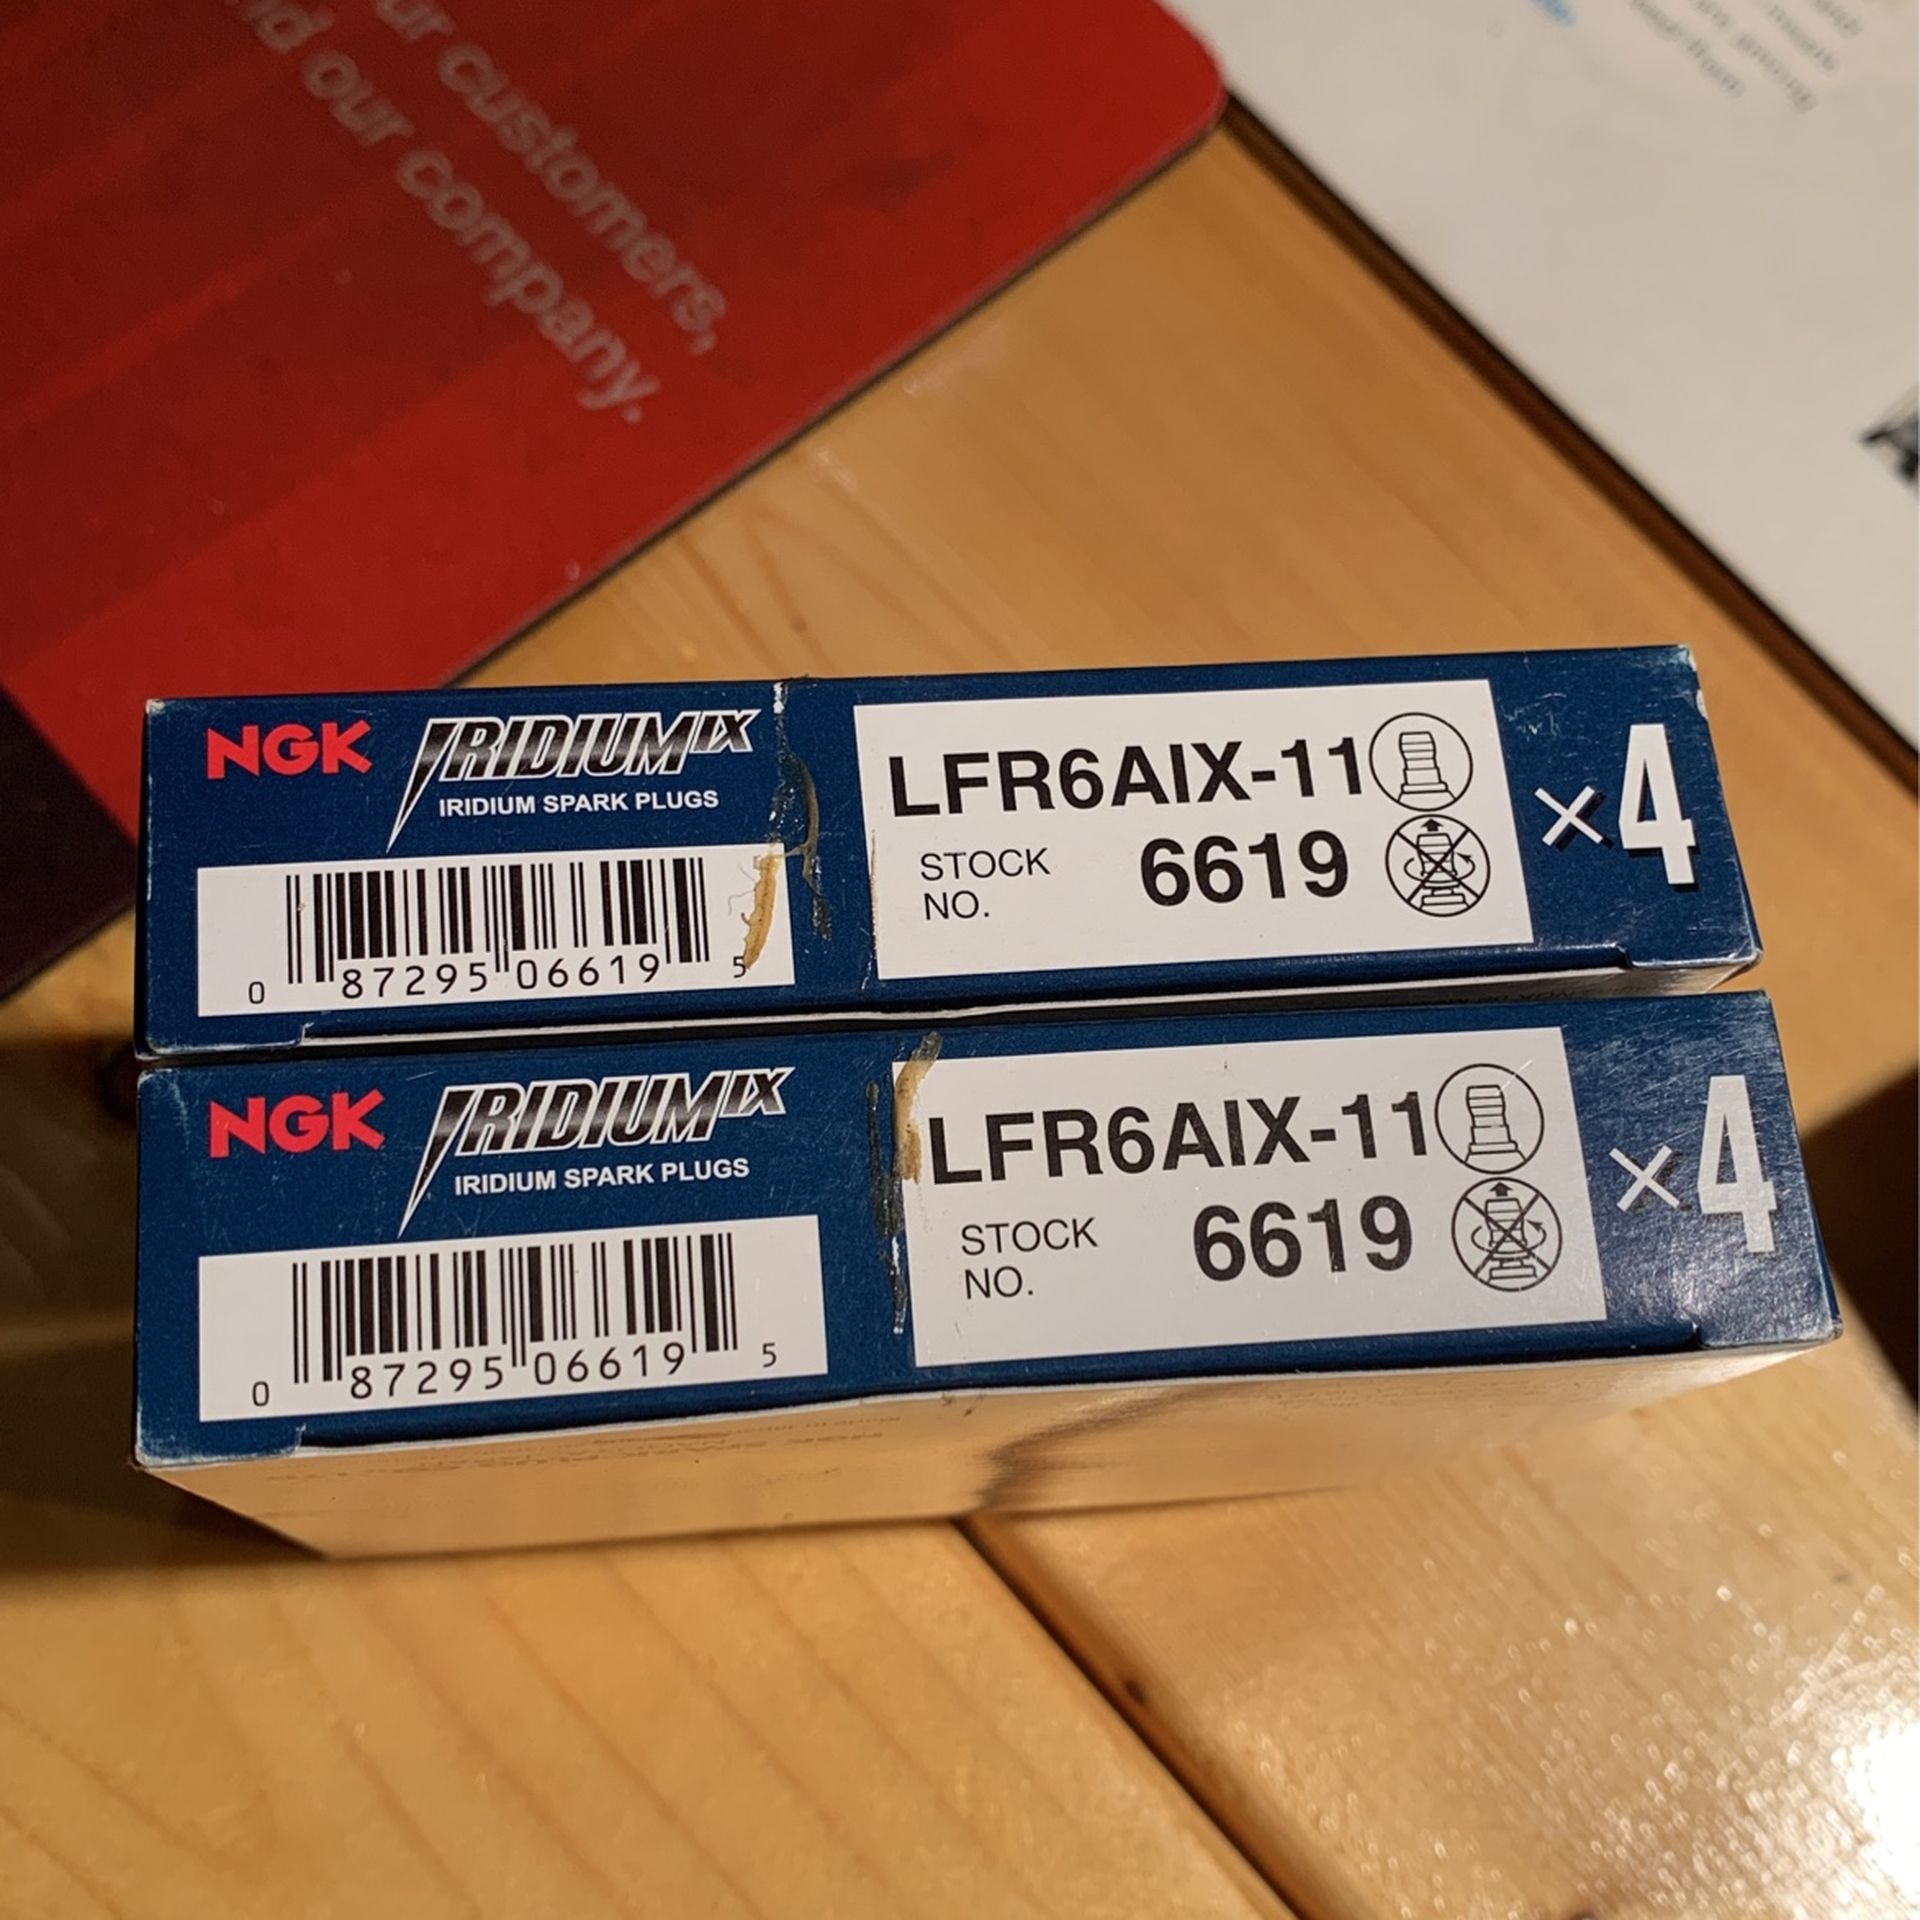 ur customers,
nd our company.
NGK IRIDIUM IX
IRIDIUM SPARK PLUGS
0 87295 06619 5
LFR6AIX-11
STOCK NO. 6619
×4
NGK IRIDIUM IX
IRIDIUM SPARK PLUGS
0 87295 06619 5
LFR6AIX-11
STOCK NO. 6619
×4